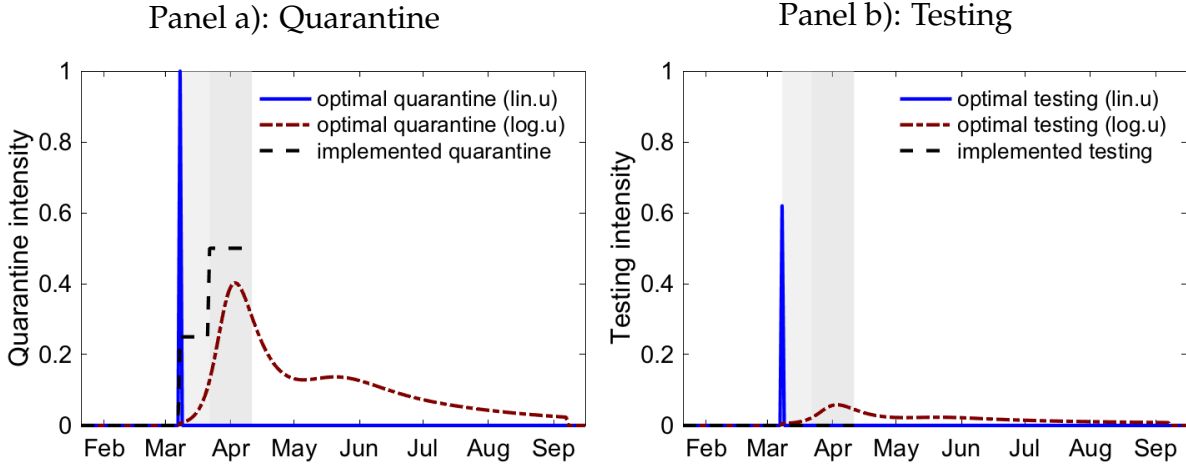 Panel a): Quarantine
Quarantine intensity
1
0.8
0.6
0.4
0.2
0
optimal quarantine (lin.u)
optimal quarantine (log.u)
implemented quarantine
Feb Mar Apr May Jun Jul Aug Sep
Panel b): Testing
Testing intensity
1
0.8
0.6
0.4
0.2
0
optimal testing (lin.u)
optimal testing (log.u)
implemented testing
Feb Mar Apr May Jun Jul Aug Sep